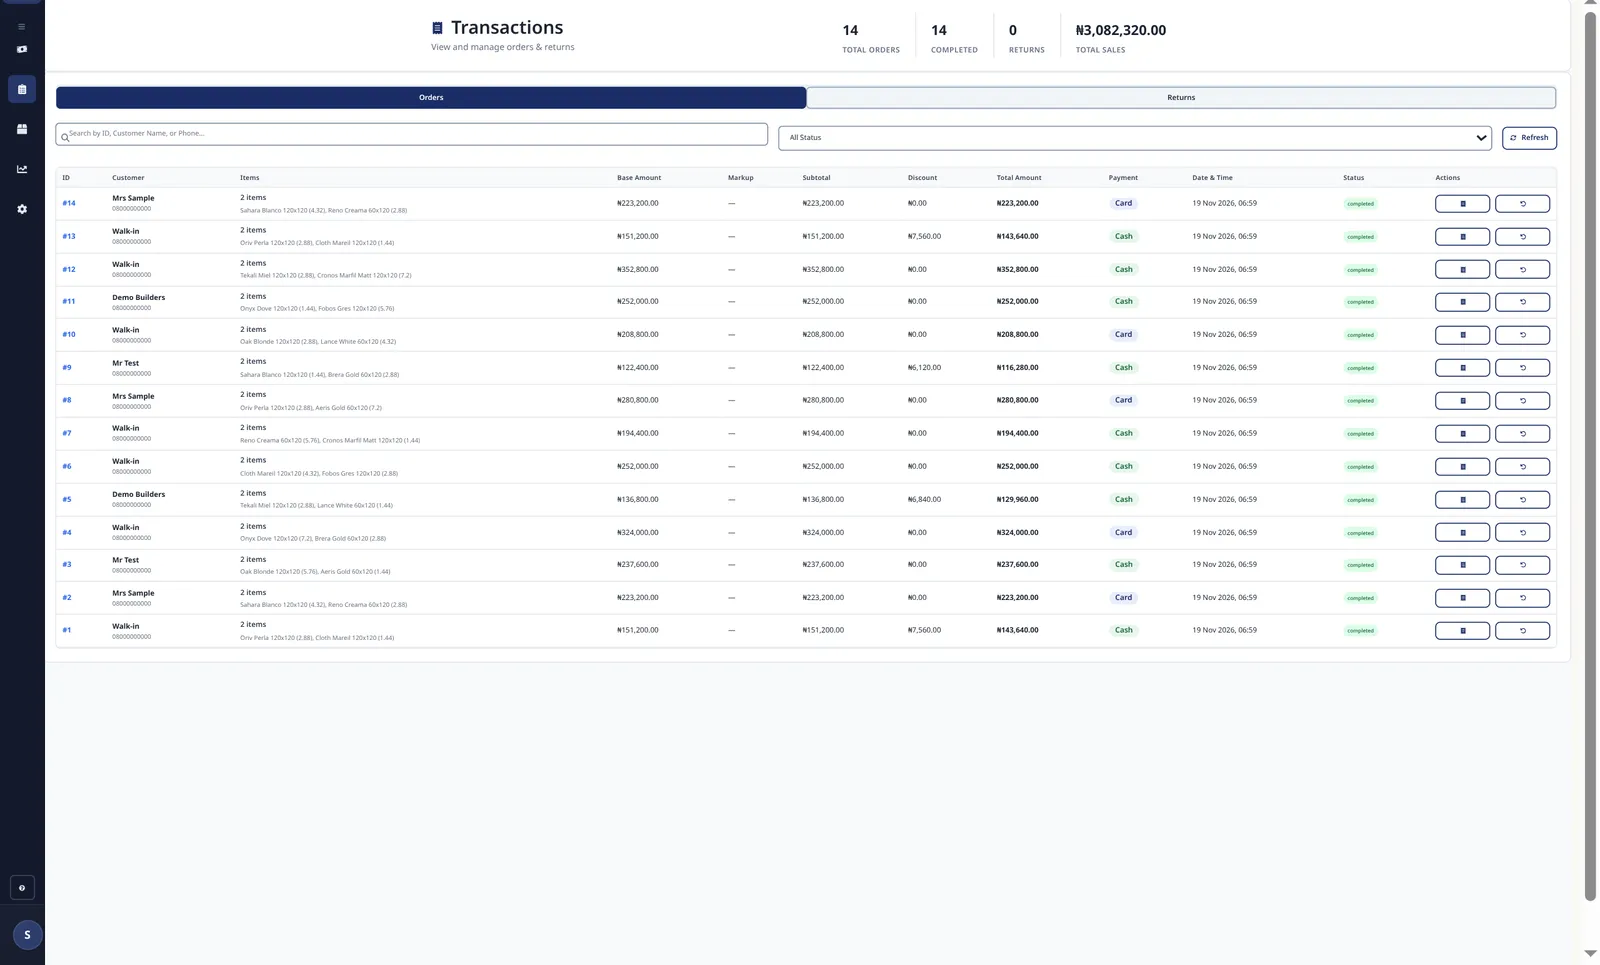 Transactions
View and manage orders & returns
14
TOTAL ORDERS
14
COMPLETED
0
RETURNS
₦3,082,320.00
TOTAL SALES
Orders Returns
Search by ID, Customer Name, or Phone...
All Status
Refresh
ID Customer Items Base Amount Markup Subtotal Discount Total Amount Payment Date & Time Status Actions
#14 Mrs Sample 2 items ₦223,200.00 — ₦223,200.00 ₦0.00 ₦223,200.00 Card 19 Nov 2026, 06:59 completed
08000000000 Sahara Blanco 120x120 (4.32), Reno Creama 60x120 (2.88)
#13 Walk-in 2 items ₦151,200.00 — ₦151,200.00 ₦7,560.00 ₦143,640.00 Cash 19 Nov 2026, 06:59 completed
08000000000 Oriv Perla 120x120 (2.88), Cloth Mareil 120x120 (1.44)
#12 Walk-in 2 items ₦352,800.00 — ₦352,800.00 ₦0.00 ₦352,800.00 Cash 19 Nov 2026, 06:59 completed
08000000000 Tekali Miel 120x120 (2.88), Cronos Marfil Matt 120x120 (7.2)
#11 Demo Builders 2 items ₦252,000.00 — ₦252,000.00 ₦0.00 ₦252,000.00 Cash 19 Nov 2026, 06:59 completed
08000000000 Onyx Dove 120x120 (1.44), Fobos Gres 120x120 (5.76)
#10 Walk-in 2 items ₦208,800.00 — ₦208,800.00 ₦0.00 ₦208,800.00 Card 19 Nov 2026, 06:59 completed
08000000000 Oak Blonde 120x120 (2.88), Lance White 60x120 (4.32)
#9 Mr Test 2 items ₦122,400.00 — ₦122,400.00 ₦6,120.00 ₦116,280.00 Cash 19 Nov 2026, 06:59 completed
08000000000 Sahara Blanco 120x120 (1.44), Brera Gold 60x120 (2.88)
#8 Mrs Sample 2 items ₦280,800.00 — ₦280,800.00 ₦0.00 ₦280,800.00 Card 19 Nov 2026, 06:59 completed
08000000000 Oriv Perla 120x120 (2.88), Aeris Gold 60x120 (7.2)
#7 Walk-in 2 items ₦194,400.00 — ₦194,400.00 ₦0.00 ₦194,400.00 Cash 19 Nov 2026, 06:59 completed
08000000000 Reno Creama 60x120 (5.76), Cronos Marfil Matt 120x120 (1.44)
#6 Walk-in 2 items ₦252,000.00 — ₦252,000.00 ₦0.00 ₦252,000.00 Cash 19 Nov 2026, 06:59 completed
08000000000 Cloth Mareil 120x120 (4.32), Fobos Gres 120x120 (2.88)
#5 Demo Builders 2 items ₦136,800.00 — ₦136,800.00 ₦6,840.00 ₦129,960.00 Cash 19 Nov 2026, 06:59 completed
08000000000 Tekali Miel 120x120 (2.88), Lance White 60x120 (1.44)
#4 Walk-in 2 items ₦324,000.00 — ₦324,000.00 ₦0.00 ₦324,000.00 Card 19 Nov 2026, 06:59 completed
08000000000 Onyx Dove 120x120 (7.2), Brera Gold 60x120 (2.88)
#3 Mr Test 2 items ₦237,600.00 — ₦237,600.00 ₦0.00 ₦237,600.00 Cash 19 Nov 2026, 06:59 completed
08000000000 Oak Blonde 120x120 (5.76), Aeris Gold 60x120 (1.44)
#2 Mrs Sample 2 items ₦223,200.00 — ₦223,200.00 ₦0.00 ₦223,200.00 Card 19 Nov 2026, 06:59 completed
08000000000 Sahara Blanco 120x120 (4.32), Reno Creama 60x120 (2.88)
#1 Walk-in 2 items ₦151,200.00 — ₦151,200.00 ₦7,560.00 ₦143,640.00 Cash 19 Nov 2026, 06:59 completed
08000000000 Oriv Perla 120x120 (2.88), Cloth Mareil 120x120 (1.44)
S